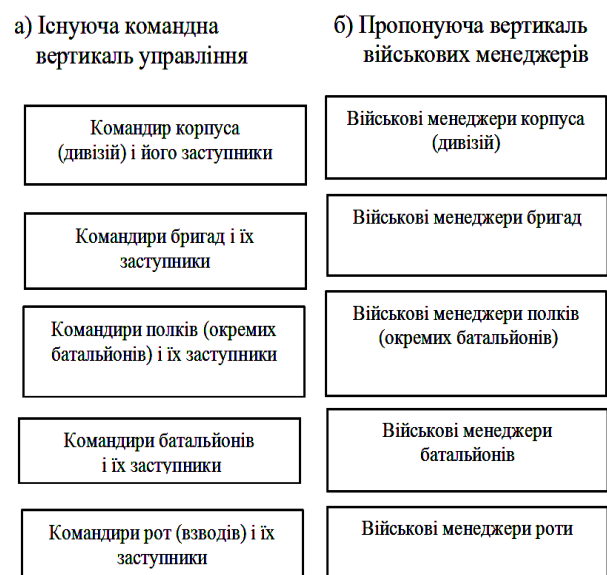 а) Існуюча командна
вертикаль управління
Командир корпуса
(дивізій) і його заступники
Командири бригад і їх
заступники
Командири полків (окремих
батальйонів) і їх заступники
Командири батальйонів
і їх заступники
Командири рот (взводів) і їх
заступники
б) Пропонуюча вертикаль
військових менеджерів
Військові менеджери корпуса
(дивізій)
Військові менеджери бригад
Військові менеджери полків
(окремих батальйонів)
Військові менеджери
батальйонів
Військові менеджери роти